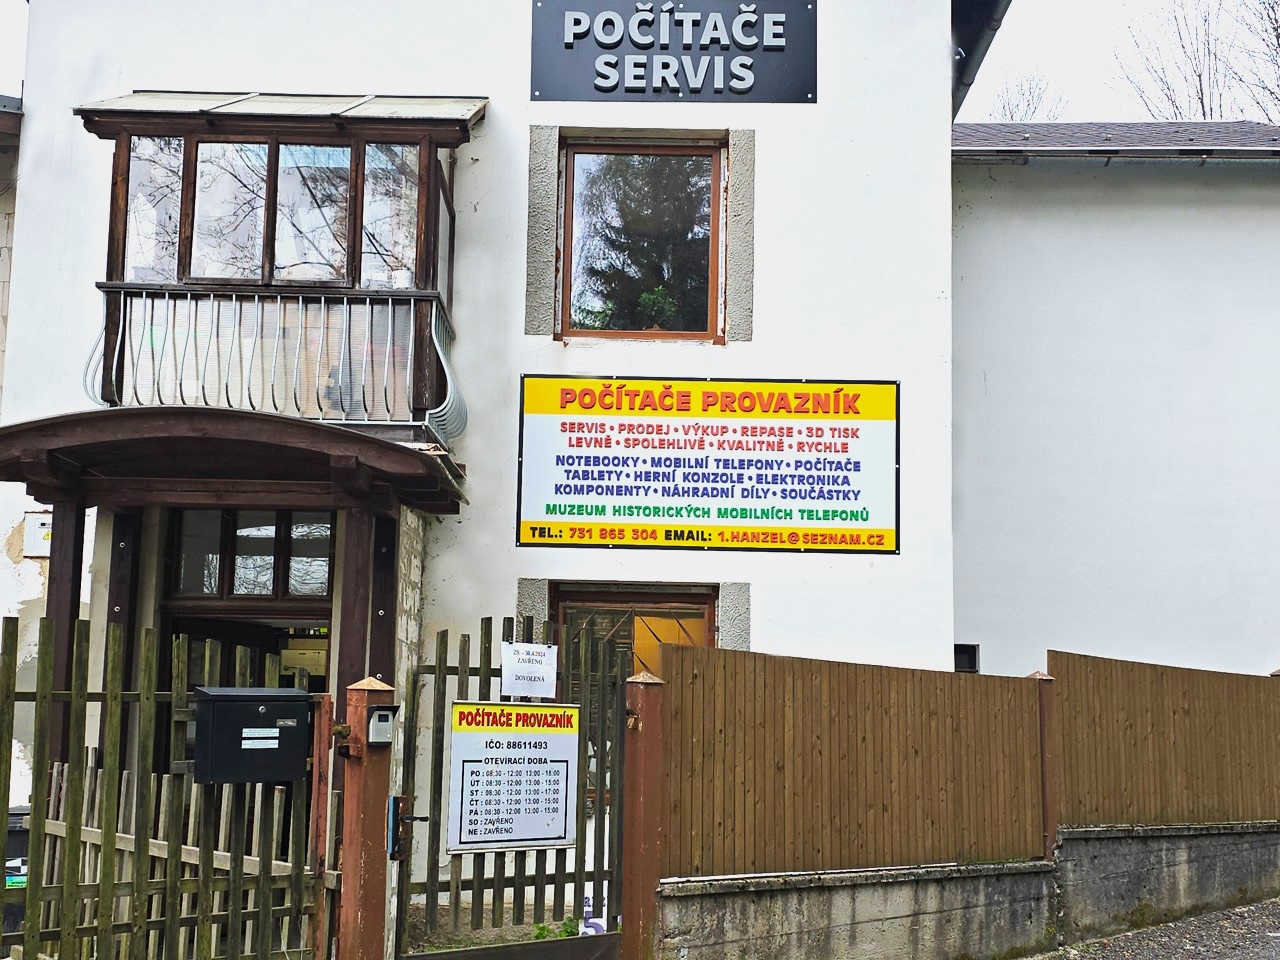 POČÍTAČE
SERVIS
POČÍTAČE PROVAZNÍK
SERVIS • PRODEJ • VÝKUP • REPASE • 3D TISK
LEVNĚ • SPOLEHLIVĚ • KVALITNĚ • RYCHLE
NOTEBOOKY • MOBILNÍ TELEFONY • POČÍTAČE
TABLETY • HERNÍ KONZOLE • ELEKTRONIKA
KOMPONENTY • NÁHRADNÍ DÍLY • SOUČÁSTKY
MUZEUM HISTORICKÝCH MOBILNÍCH TELEFONŮ
TEL.: 731 865 304 EMAIL: 1.HANZEL@SEZNAM.CZ
ZAVŘENO
DOVOLENÁ
POČÍTAČE PROVAZNÍK
IČO: 88611493
OTEVÍRACÍ DOBA
PO : 08:30 - 12:00 13:00 - 18:00
ÚT : 08:30 - 12:00 13:00 - 15:00
ST : 08:30 - 12:00 13:00 - 17:00
ČT : 08:30 - 12:00 13:00 - 15:00
PÁ : 08:30 - 12:00 13:00 - 15:00
SO : ZAVŘENO
NE : ZAVŘENO